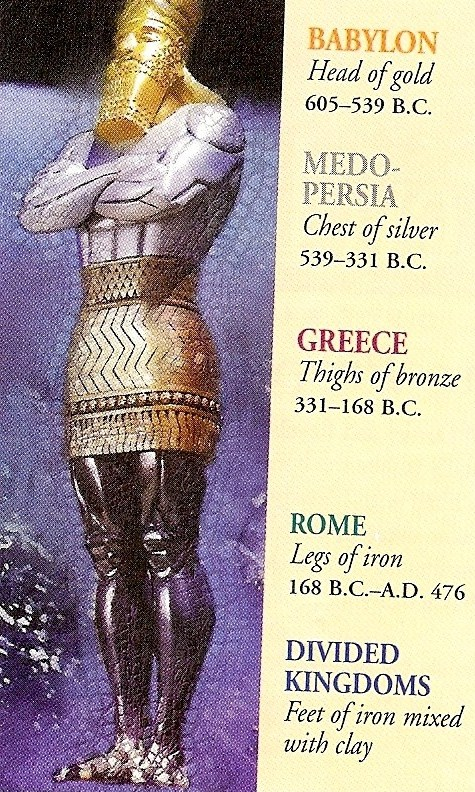 BABYLON
Head of gold
605–539 B.C.
MEDO-
PERSIA
Chest of silver
539–331 B.C.
GREECE
Thighs of bronze
331–168 B.C.
ROME
Legs of iron
168 B.C.–A.D. 476
DIVIDED
KINGDOMS
Feet of iron mixed
with clay